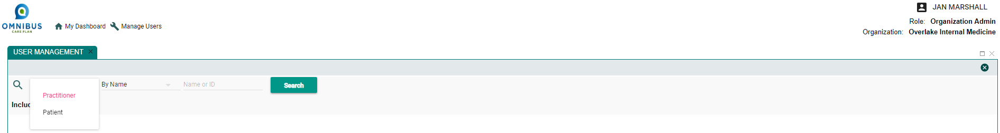 OMNIBUS
CARE PLAN
My Dashboard Manage Users
JAN MARSHALL
Role: Organization Admin
Organization: Overlake Internal Medicine
USER MANAGEMENT
By Name Name or ID Search
Practitioner
Includ
Patient